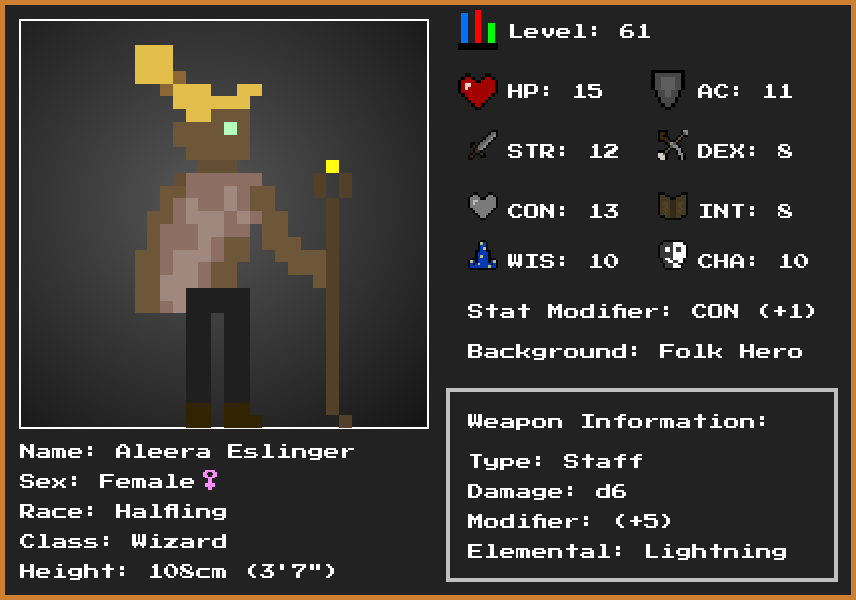 Level: 61
HP: 15 AC: 11
STR: 12 DEX: 8
CON: 13 INT: 8
WIS: 10 CHA: 10
Stat Modifier: CON (+1)
Background: Folk Hero
Weapon Information:
Type: Staff
Damage: d6
Modifier: (+5)
Elemental: Lightning
Name: Aleera Eslinger
Sex: Female♀
Race: Halfling
Class: Wizard
Height: 108cm (3'7")